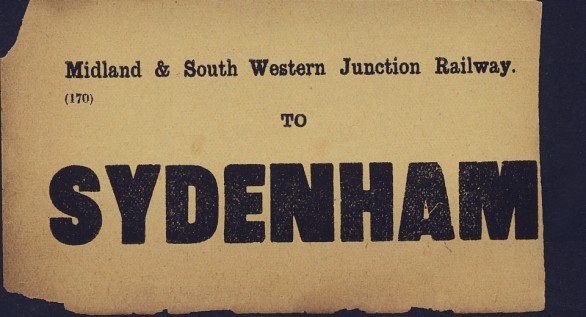 Midland & South Western Junction Railway.
(170)
TO
SYDENHAM